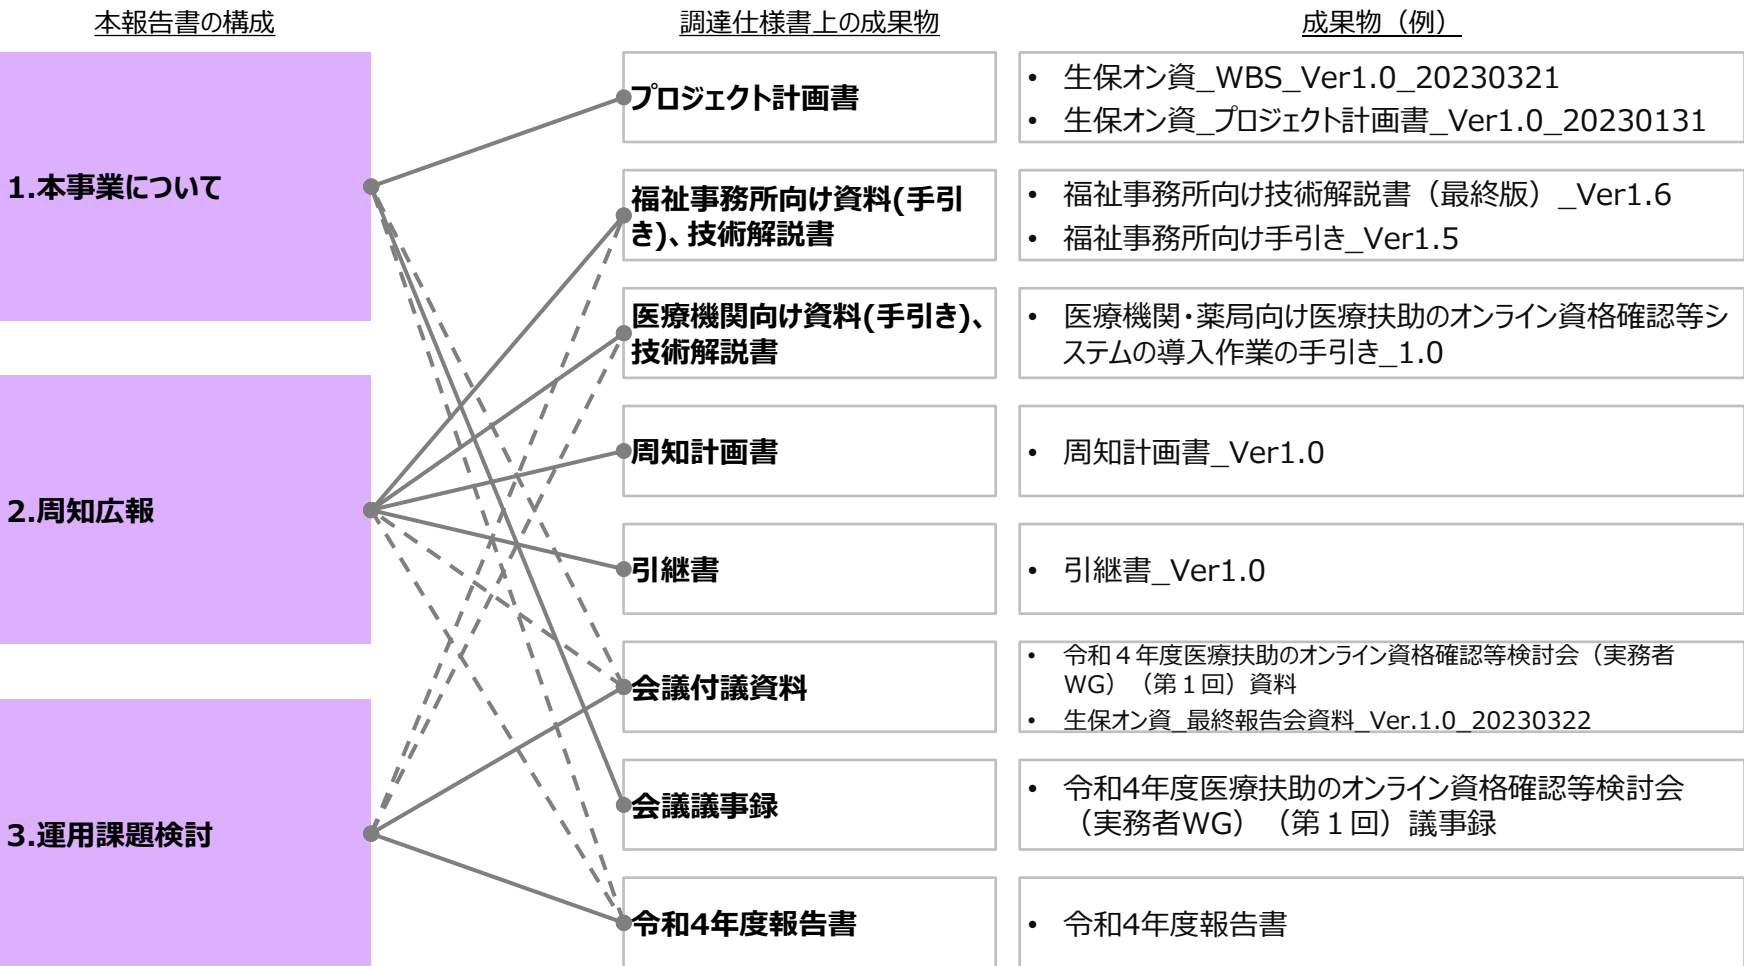 本報告書の構成
調達仕様書上の成果物
成果物（例）
1.本事業について
2.周知広報
3.運用課題検討
プロジェクト計画書
• 生保オン資_WBS_Ver1.0_20230321
• 生保オン資_プロジェクト計画書_Ver1.0_20230131
福祉事務所向け資料(手引
き)、技術解説書
• 福祉事務所向け技術解説書（最終版）_Ver1.6
• 福祉事務所向け手引き_Ver1.5
医療機関向け資料(手引き)、
技術解説書
• 医療機関・薬局向け医療扶助のオンライン資格確認等シ
ステムの導入作業の手引き_1.0
周知計画書
• 周知計画書_Ver1.0
引継書
• 引継書_Ver1.0
会議付議資料
• 令和４年度医療扶助のオンライン資格確認等検討会（実務者
WG）（第１回）資料
• 生保オン資_最終報告会資料_Ver.1.0_20230322
会議議事録
• 令和4年度医療扶助のオンライン資格確認等検討会
（実務者WG）（第１回）議事録
令和4年度報告書
• 令和4年度報告書